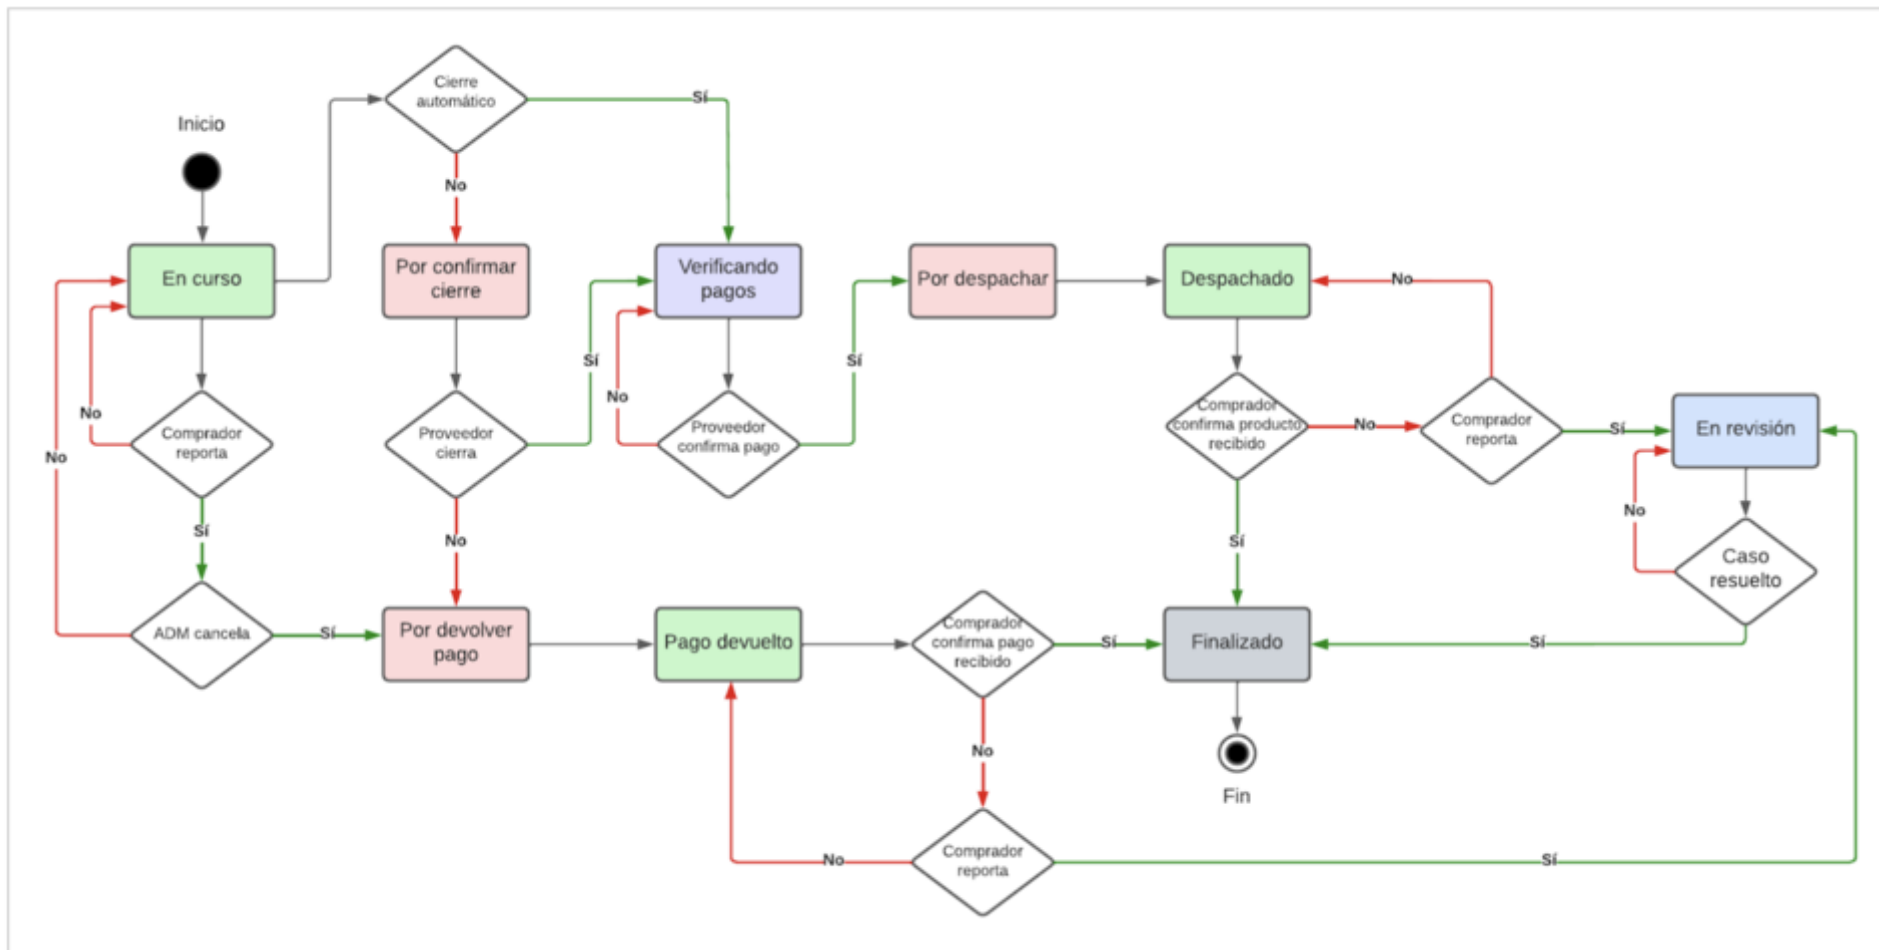 Cierre
automático
Sí
Inicio
No
En curso
Por confirmar
cierre
Verificando
pagos
Por despachar
Despachado
No
Sí
Sí
No
No
Comprador
reporta
Proveedor
cierra
Proveedor
confirma pago
Comprador
confirma producto
recibido
No
Comprador
reporta
Sí
En revisión
No
Sí
No
Sí
No
Caso
resuelto
ADM cancela
Sí
Por devolver
pago
Pago devuelto
Comprador
confirma pago
recibido
Sí
Finalizado
Sí
No
Fin
Comprador
reporta
No
Sí